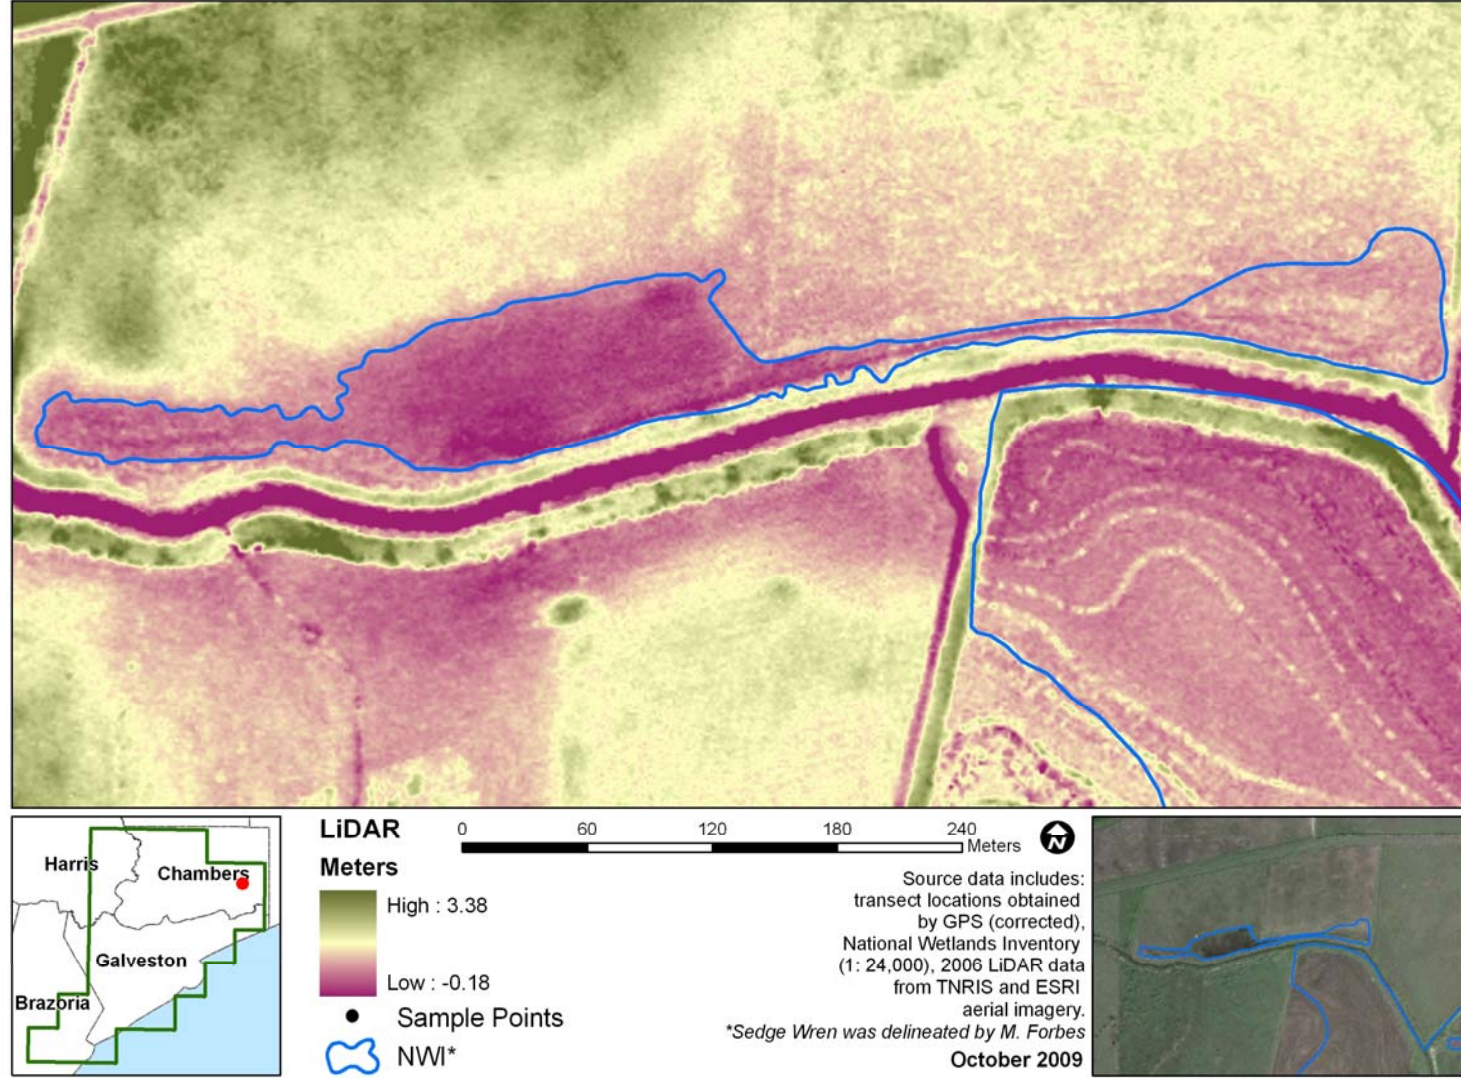 Harris
Chambers
Galveston
Brazoria
LiDAR
Meters
High : 3.38
Low : -0.18
Sample Points
NWI*
0 60 120 180 240
Meters
N
Source data includes:
transect locations obtained
by GPS (corrected),
National Wetlands Inventory
(1: 24,000), 2006 LiDAR data
from TNRIS and ESRI
aerial imagery.
*Sedge Wren was delineated by M. Forbes
October 2009